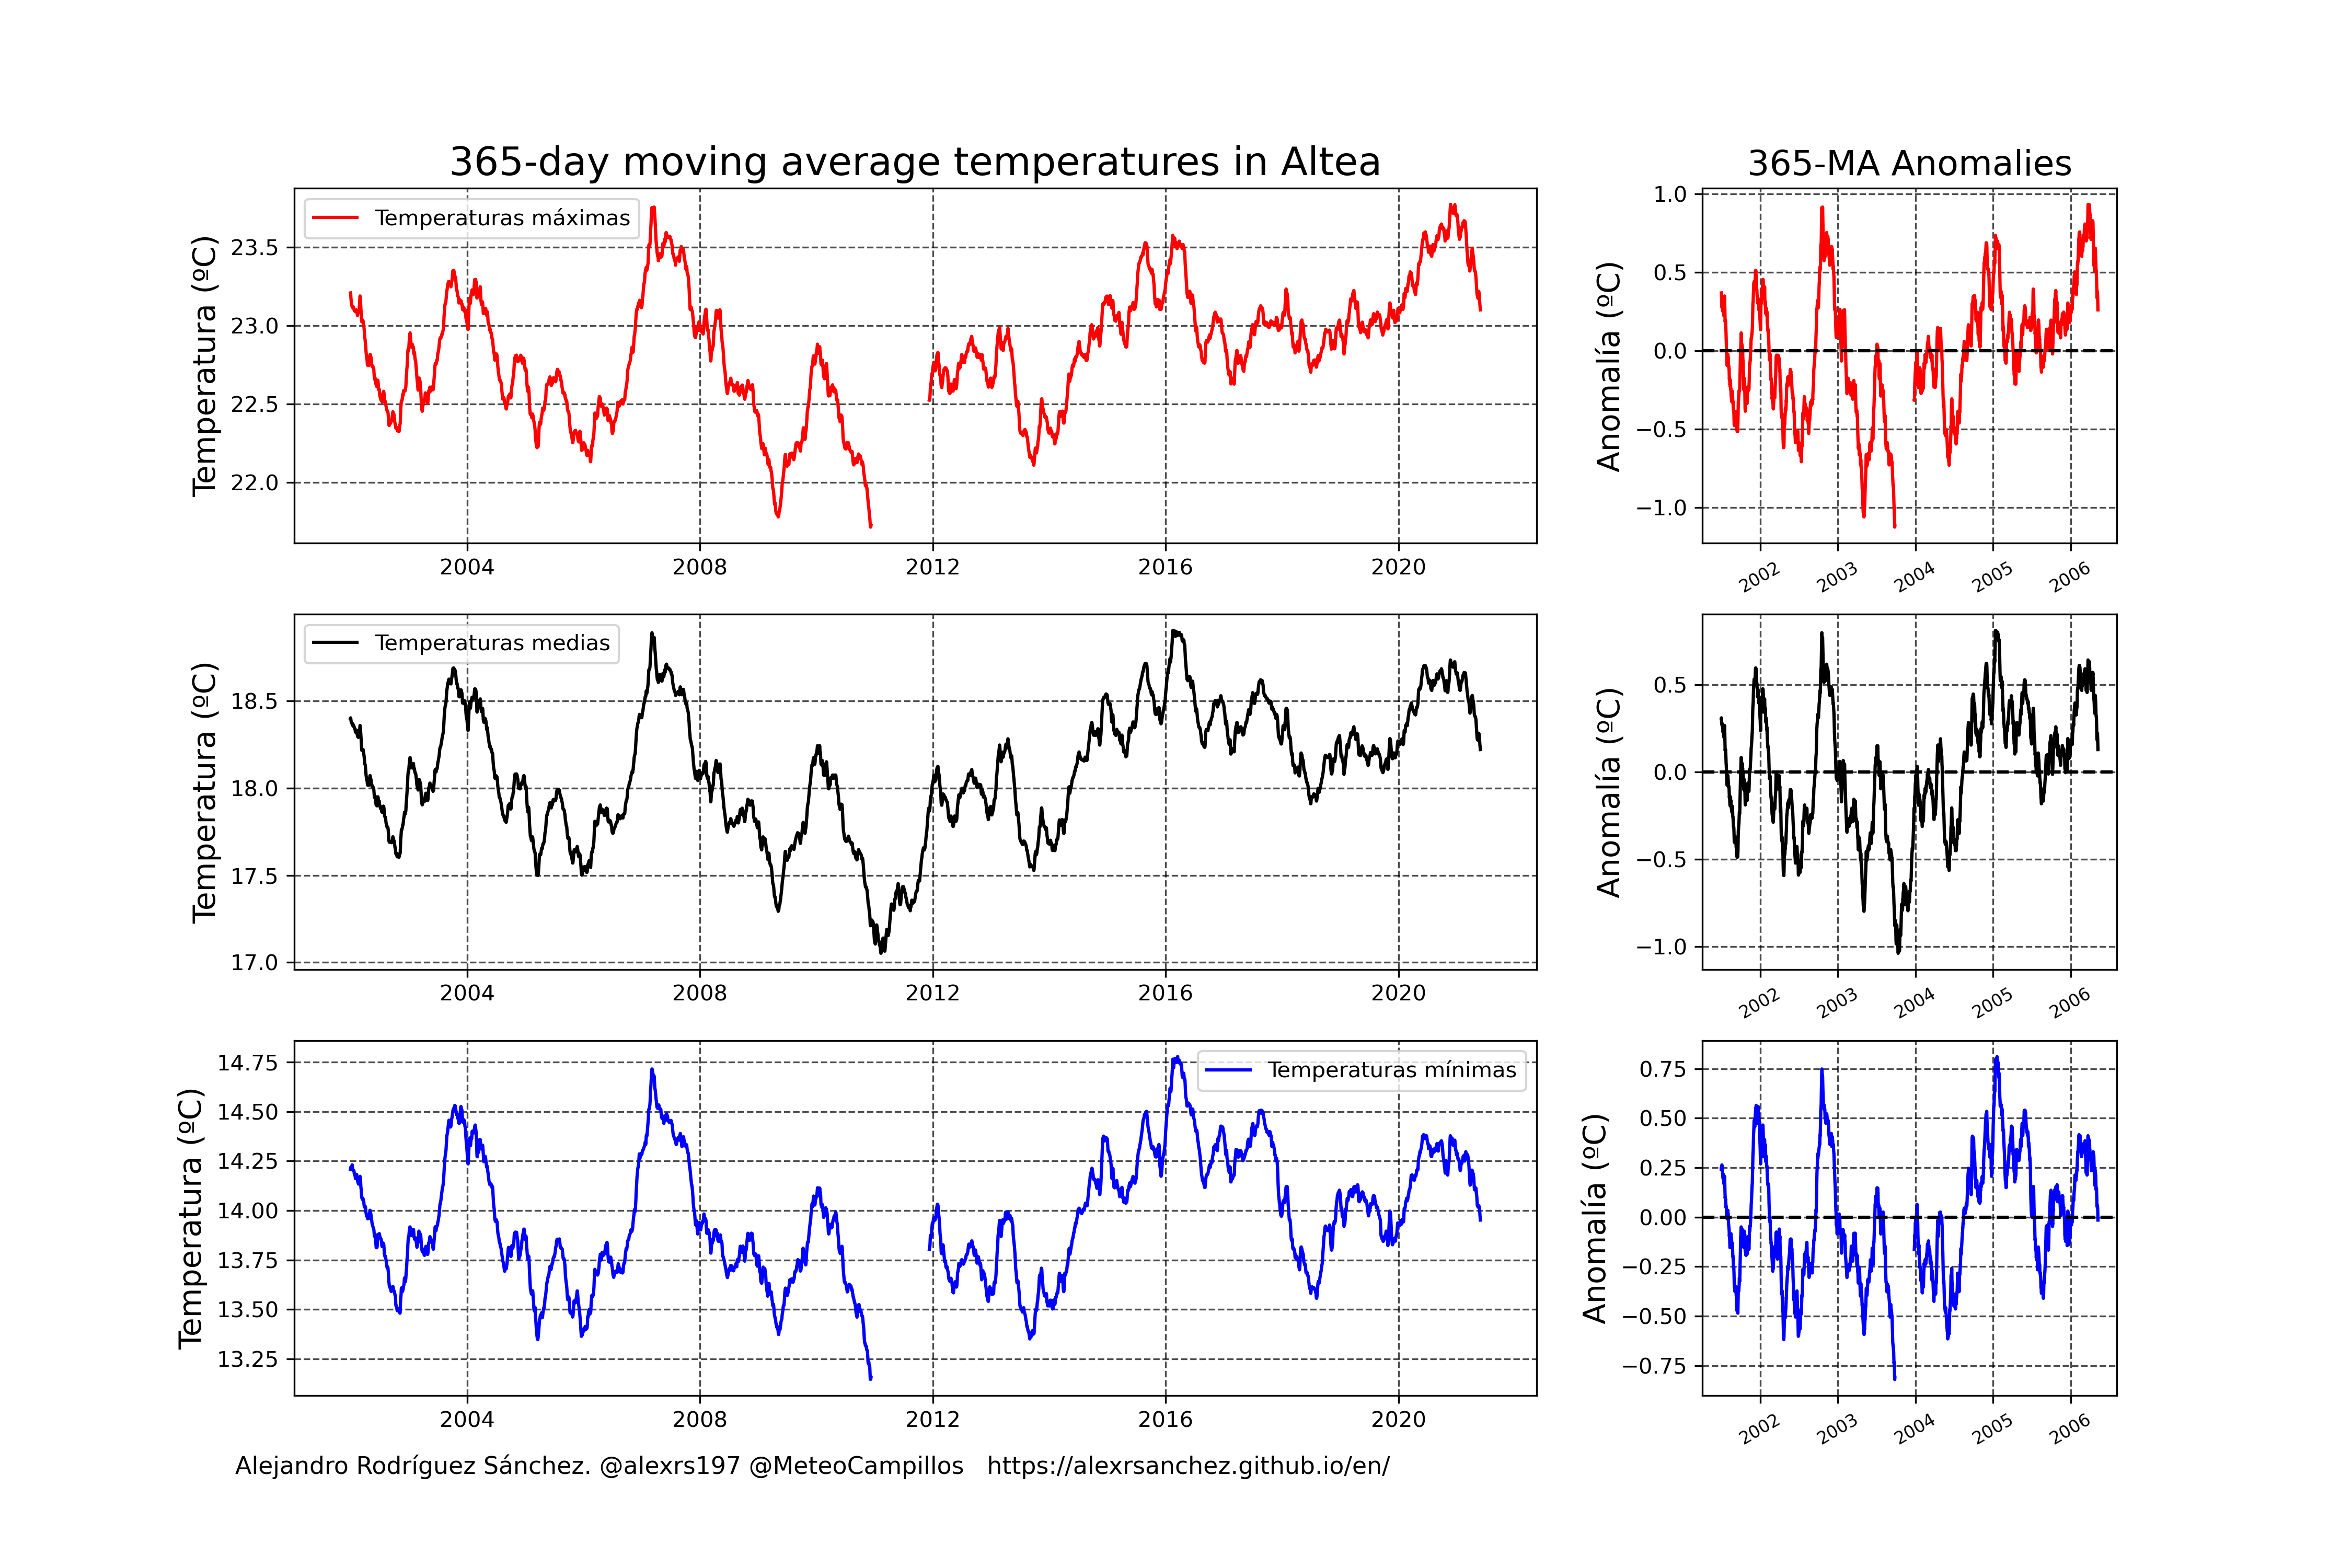 365-day moving average temperatures in Altea
365-MA Anomalies
Temperatura (ºC)
23.5
23.0
22.5
22.0
Temperaturas máximas
2004 2008 2012 2016 2020
Anomalía (ºC)
1.0
0.5
0.0
−0.5
−1.0
2002 2003 2004 2005 2006
Temperatura (ºC)
18.5
18.0
17.5
17.0
Temperaturas medias
2004 2008 2012 2016 2020
Anomalía (ºC)
0.5
0.0
−0.5
−1.0
2002 2003 2004 2005 2006
Temperatura (ºC)
14.75
14.50
14.25
14.00
13.75
13.50
13.25
Temperaturas mínimas
2004 2008 2012 2016 2020
Anomalía (ºC)
0.75
0.50
0.25
0.00
−0.25
−0.50
−0.75
2002 2003 2004 2005 2006
Alejandro Rodríguez Sánchez. @alexrs197 @MeteoCampillos https://alexrsanchez.github.io/en/